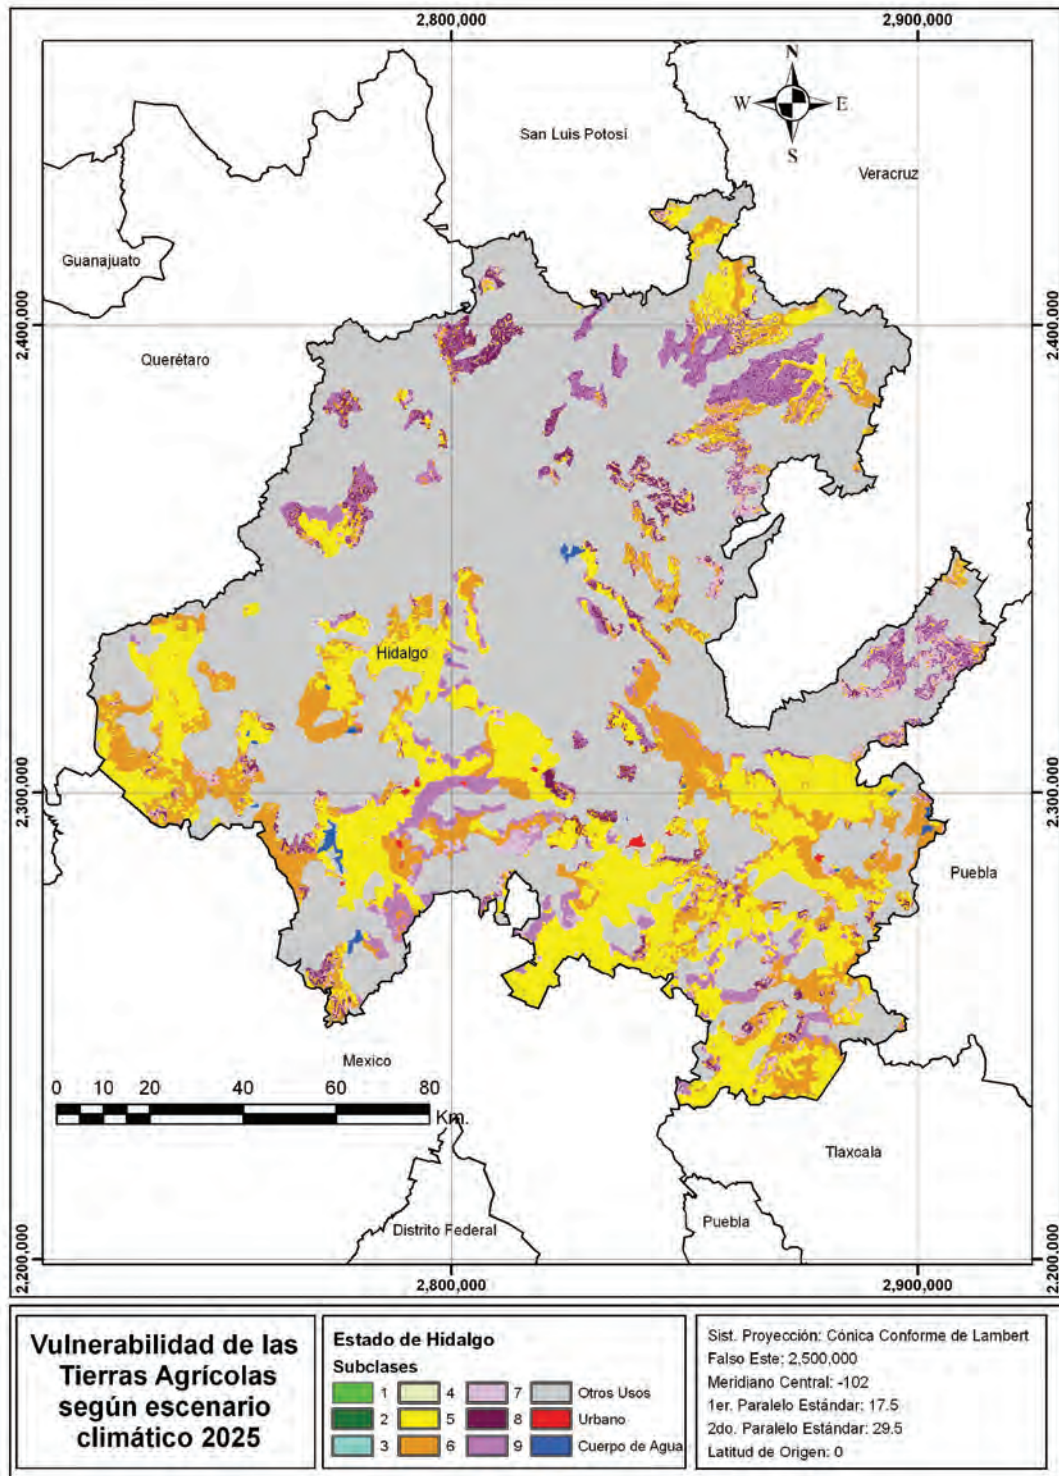 2,800,000
2,900,000
N
W
E
S
San Luis Potosí
Veracruz
Guanajuato
2,400,000
2,400,000
Querétaro
Hidalgo
2,300,000
2,300,000
Puebla
Mexico
0 10 20 40 60 80
Km.
Tlaxcala
Distrito Federal
Puebla
2,200,000
2,200,000
2,800,000
2,900,000
Vulnerabilidad de las
Tierras Agrícolas
según escenario
climático 2025
Estado de Hidalgo
Subclases
1 4 7 Otros Usos
2 5 8 Urbano
3 6 9 Cuerpo de Agua
Sist. Proyección: Cónica Conforme de Lambert
Falso Este: 2,500,000
Meridiano Central: -102
1er. Paralelo Estándar: 17.5
2do. Paralelo Estándar: 29.5
Latitud de Origen: 0